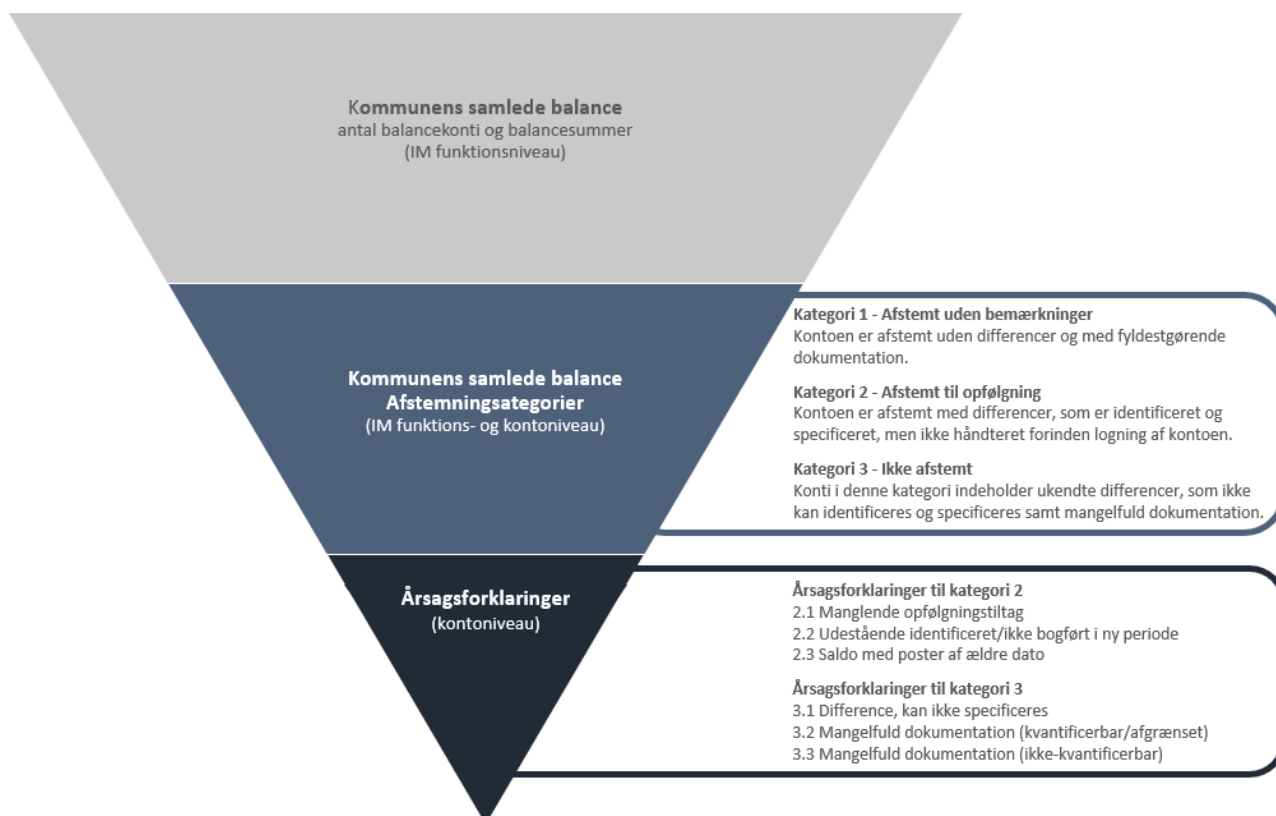 Kommunens samlede balance
antal balancekonti og balancesummer
(IM funktionsniveau)
Kommunens samlede balance
Afstemningsategorier
(IM funktions- og kontoniveau)
Kategori 1 - Afstemt uden bemærkninger
Kontoen er afstemt uden differencer og med fyldestgørende
dokumentation.
Kategori 2 - Afstemt til opfølgning
Kontoen er afstemt med differencer, som er identificeret og
specificeret, men ikke håndteret forinden logning af kontoen.
Kategori 3 - Ikke afstemt
Konti i denne kategori indeholder ukendte differencer, som ikke
kan identificeres og specificeres samt mangelfuld dokumentation.
Årsagsforklaringer
(kontoniveau)
Årsagsforklaringer til kategori 2
2.1 Manglende opfølgningstiltag
2.2 Udestående identificeret/ikke bogført i ny periode
2.3 Saldo med poster af ældre dato
Årsagsforklaringer til kategori 3
3.1 Difference, kan ikke specificeres
3.2 Mangelfuld dokumentation (kvantificerbar/afgrænset)
3.3 Mangelfuld dokumentation (ikke-kvantificerbar)